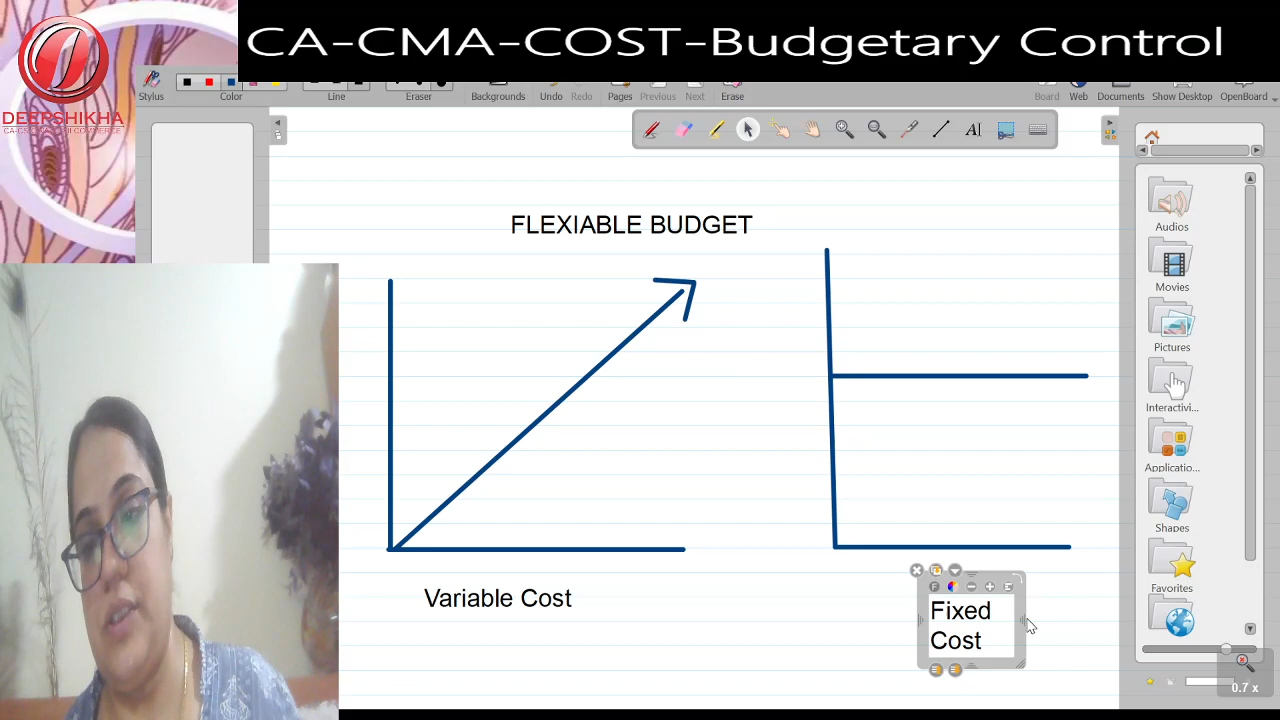 CA-CMA-COST-Budgetary Control
DEEPSHIKHA
Stylus
Color
Line
Eraser
Backgrounds
Undo
Redo
Pages
Previous
Next
Erase
Board
Web
Documents
Show Desktop
OpenBoard
FLEXIABLE BUDGET
Variable Cost
Fixed
Cost
Audios
Movies
Pictures
Interactivi...
Applicatio...
Shapes
Favorites
0.7 x